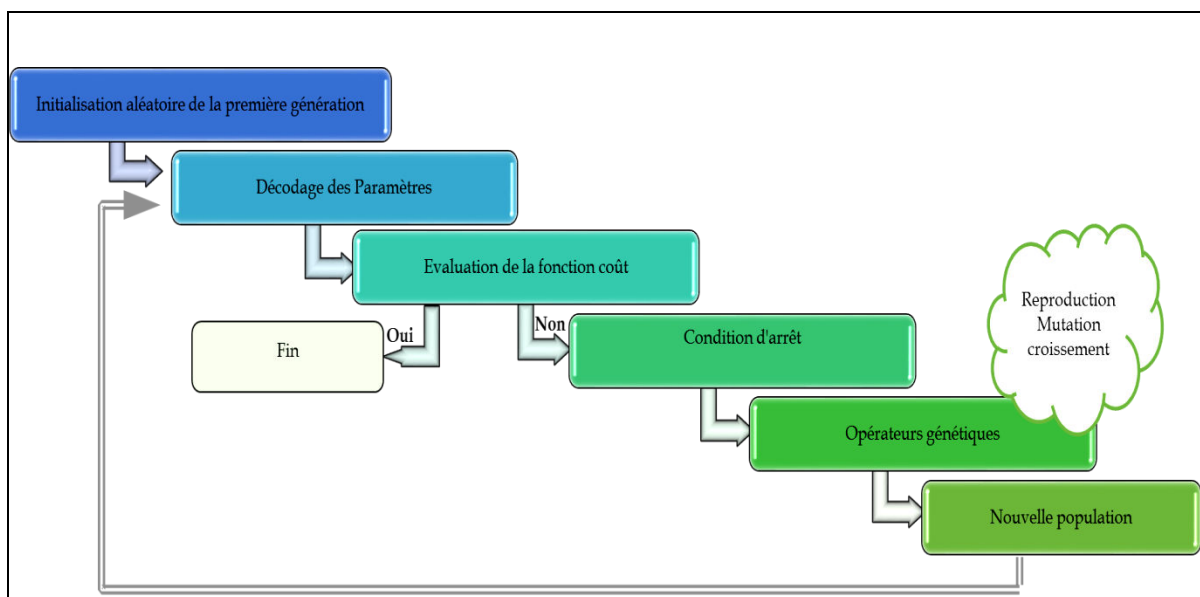 Initialisation aléatoire de la première génération
Décodage des Paramètres
Evaluation de la fonction coût
Oui
Non
Fin
Condition d'arrêt
Reproduction
Mutation
croissement
Opérateurs génétiques
Nouvelle population